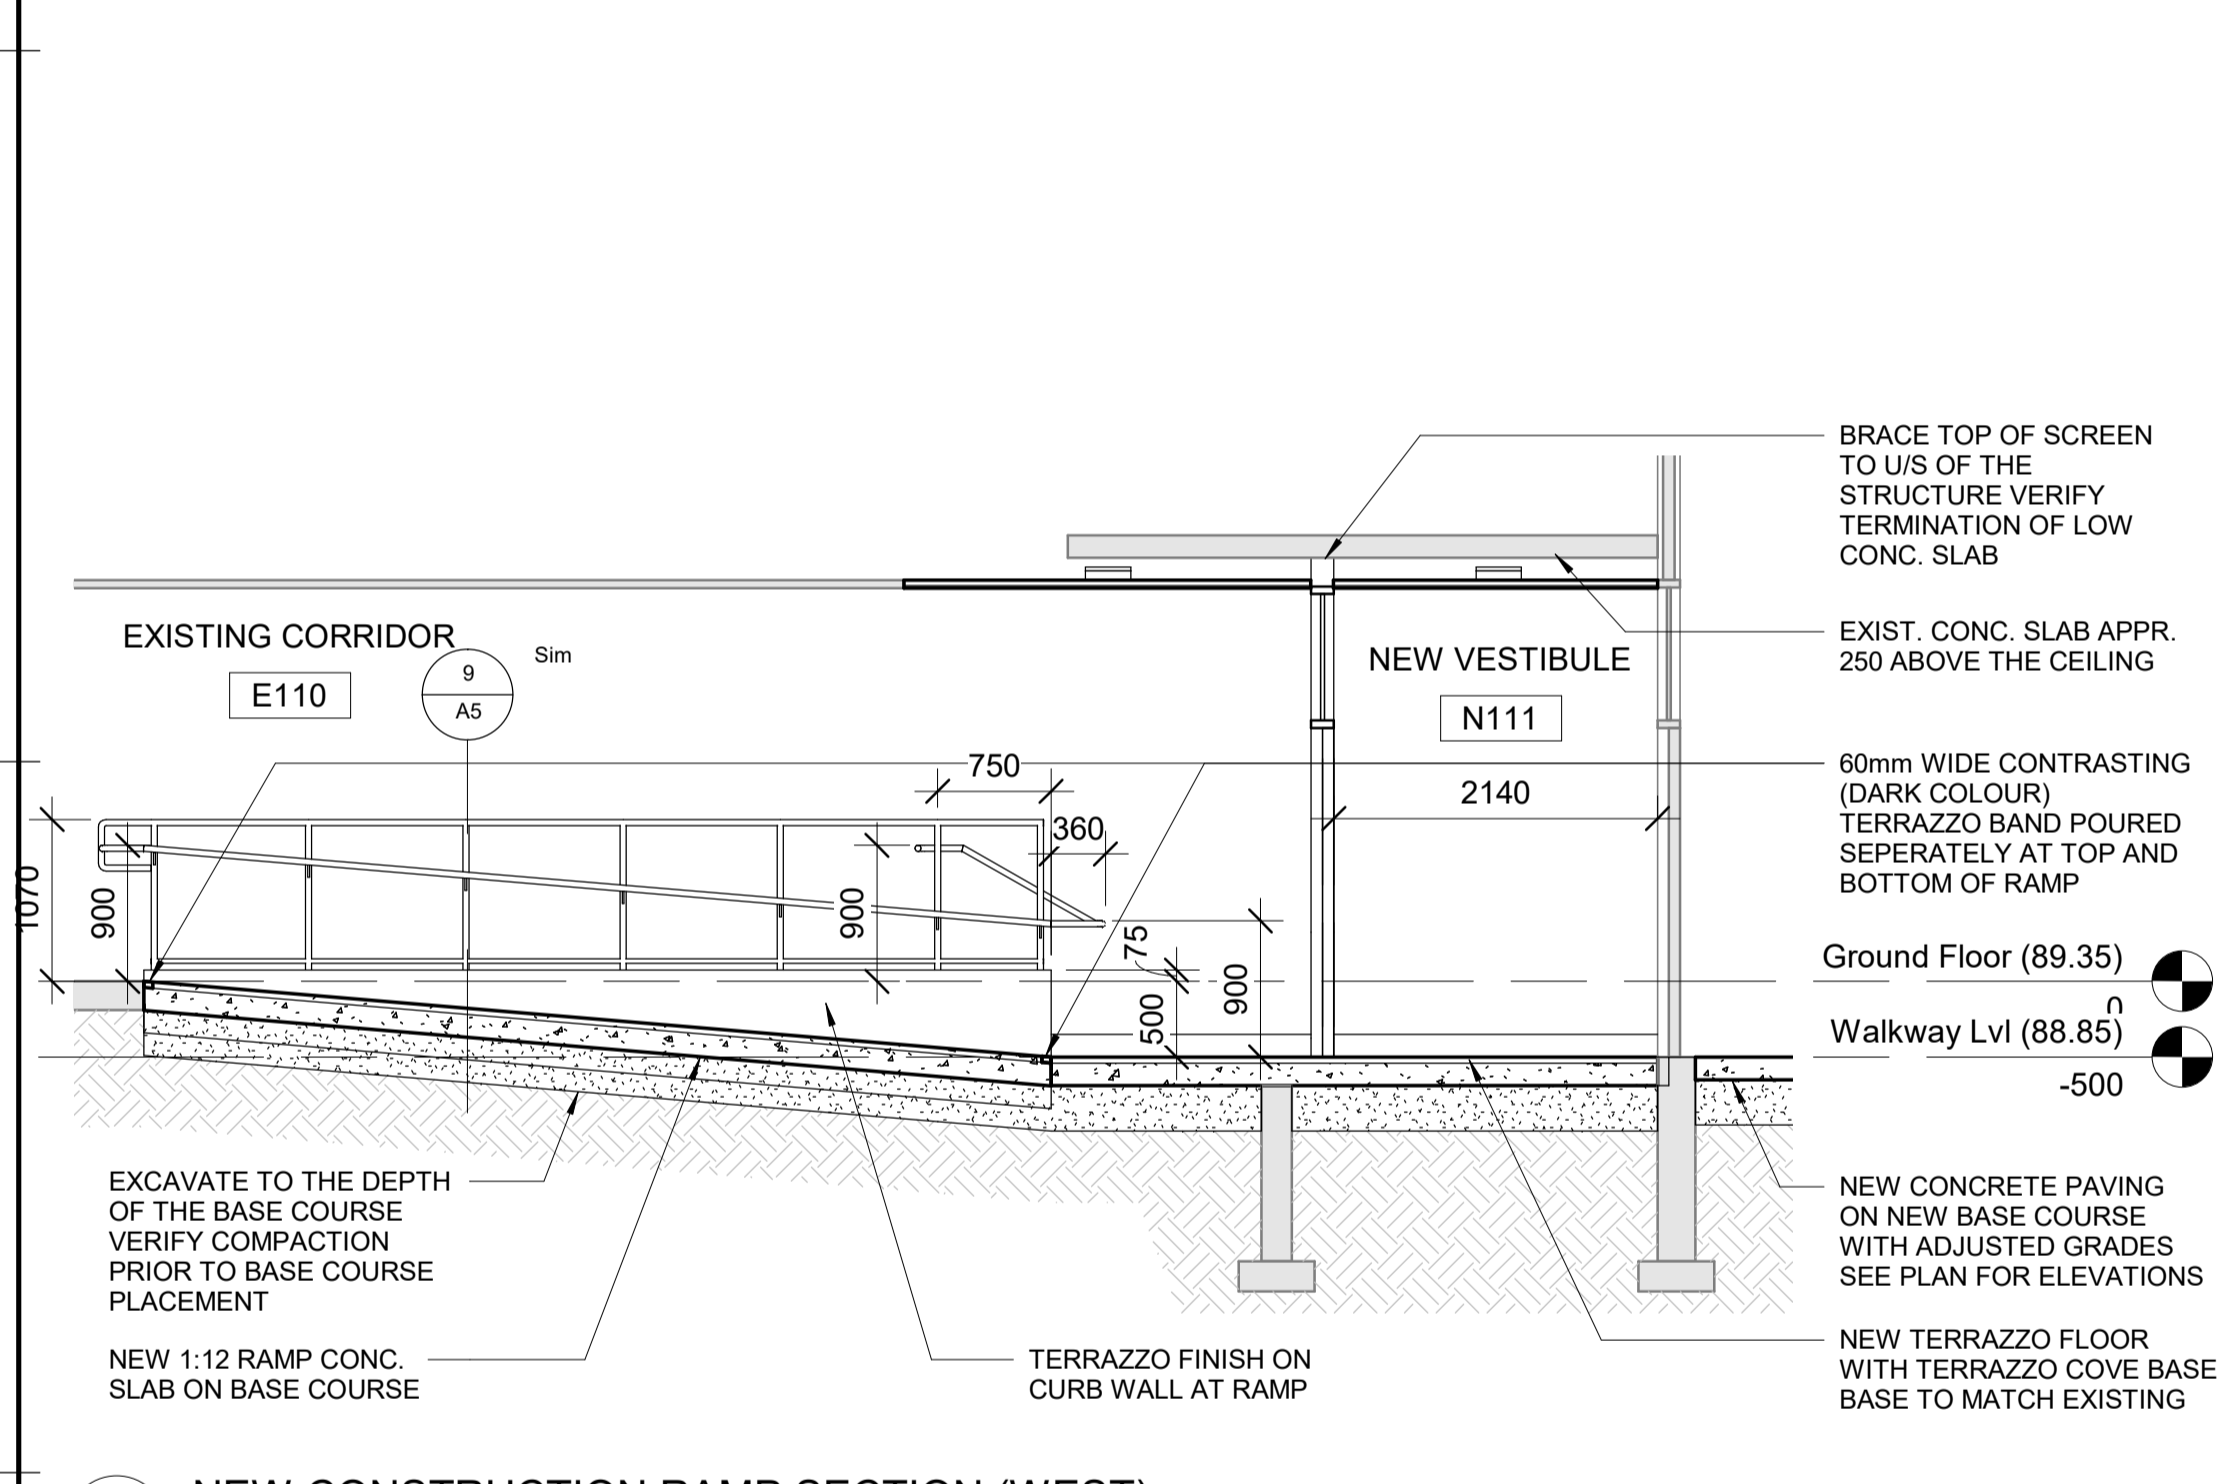 BRACE TOP OF SCREEN
TO U/S OF THE
STRUCTURE VERIFY
TERMINATION OF LOW
CONC. SLAB
EXISTING CORRIDOR
E110
9
A5
Sim
NEW VESTIBULE
N111
EXIST. CONC. SLAB APPR.
250 ABOVE THE CEILING
750
360
2140
60mm WIDE CONTRASTING
(DARK COLOUR)
TERRAZZO BAND POURED
SEPERATELY AT TOP AND
BOTTOM OF RAMP
1070
900
900
75
500
900
Ground Floor (89.35)
0
Walkway Lvl (88.85)
-500
EXCAVATE TO THE DEPTH
OF THE BASE COURSE
VERIFY COMPACTION
PRIOR TO BASE COURSE
PLACEMENT
NEW 1:12 RAMP CONC.
SLAB ON BASE COURSE
TERRAZZO FINISH ON
CURB WALL AT RAMP
NEW CONCRETE PAVING
ON NEW BASE COURSE
WITH ADJUSTED GRADES
SEE PLAN FOR ELEVATIONS
NEW TERRAZZO FLOOR
WITH TERRAZZO COVE BASE
BASE TO MATCH EXISTING
NEW CONSTRUCTION RAMP SECTION (WEST)